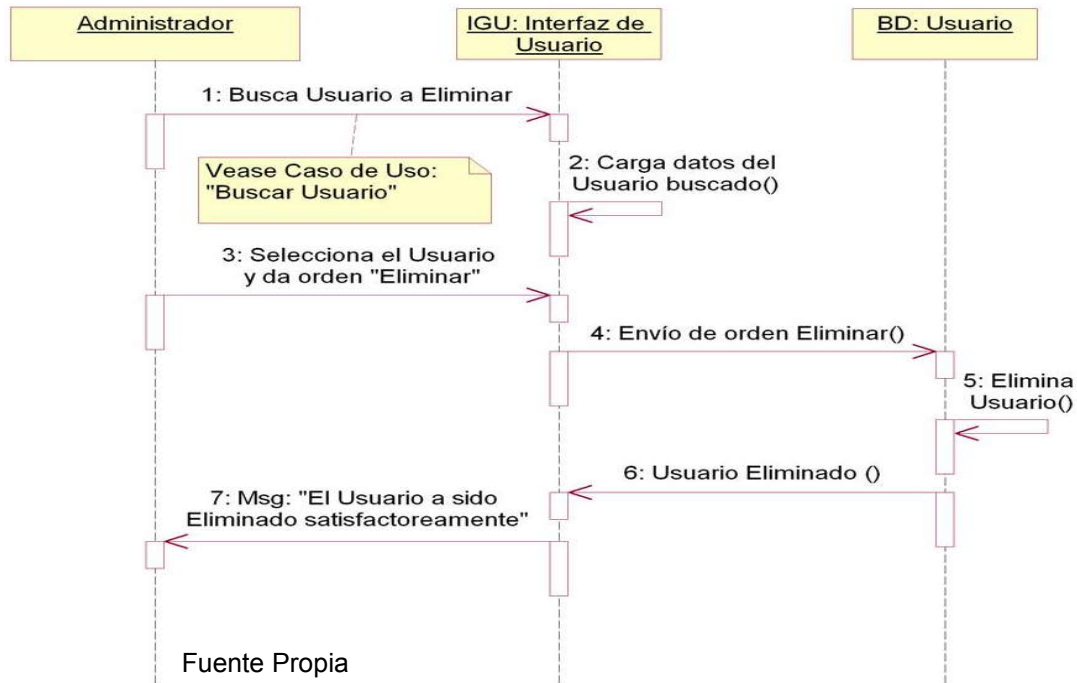 Administrador
IGU: Interfaz de
Usuario
BD: Usuario
1: Busca Usuario a Eliminar
Vease Caso de Uso:
"Buscar Usuario"
2: Carga datos del
Usuario buscado()
3: Selecciona el Usuario
y da orden "Eliminar"
4: Envío de orden Eliminar()
5: Elimina
Usuario()
6: Usuario Eliminado ()
7: Msg: "El Usuario a sido
Eliminado satisfactoreamente"
Fuente Propia